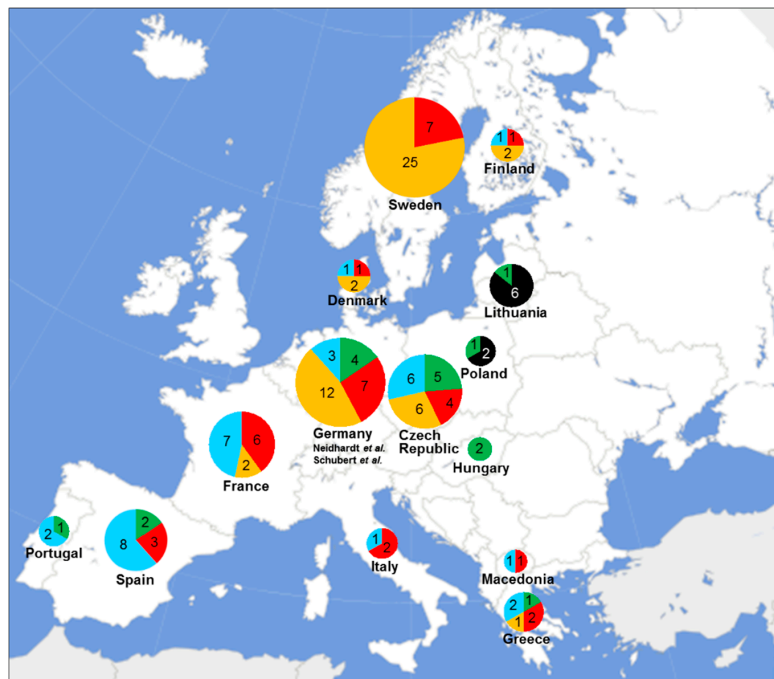 7
25
Sweden
1 1
2
Finland
1 1
2
Denmark
1
6
Lithuania
1
2
Poland
3 4
12 7
Germany
Neidhardt et al.
Schubert et al.
6 5
6 4
Czech
Republic
2
Hungary
7 6
2
France
2 1
Portugal
2
8 3
Spain
1
2
Italy
1 1
Macedonia
2 1
1 2
Greece